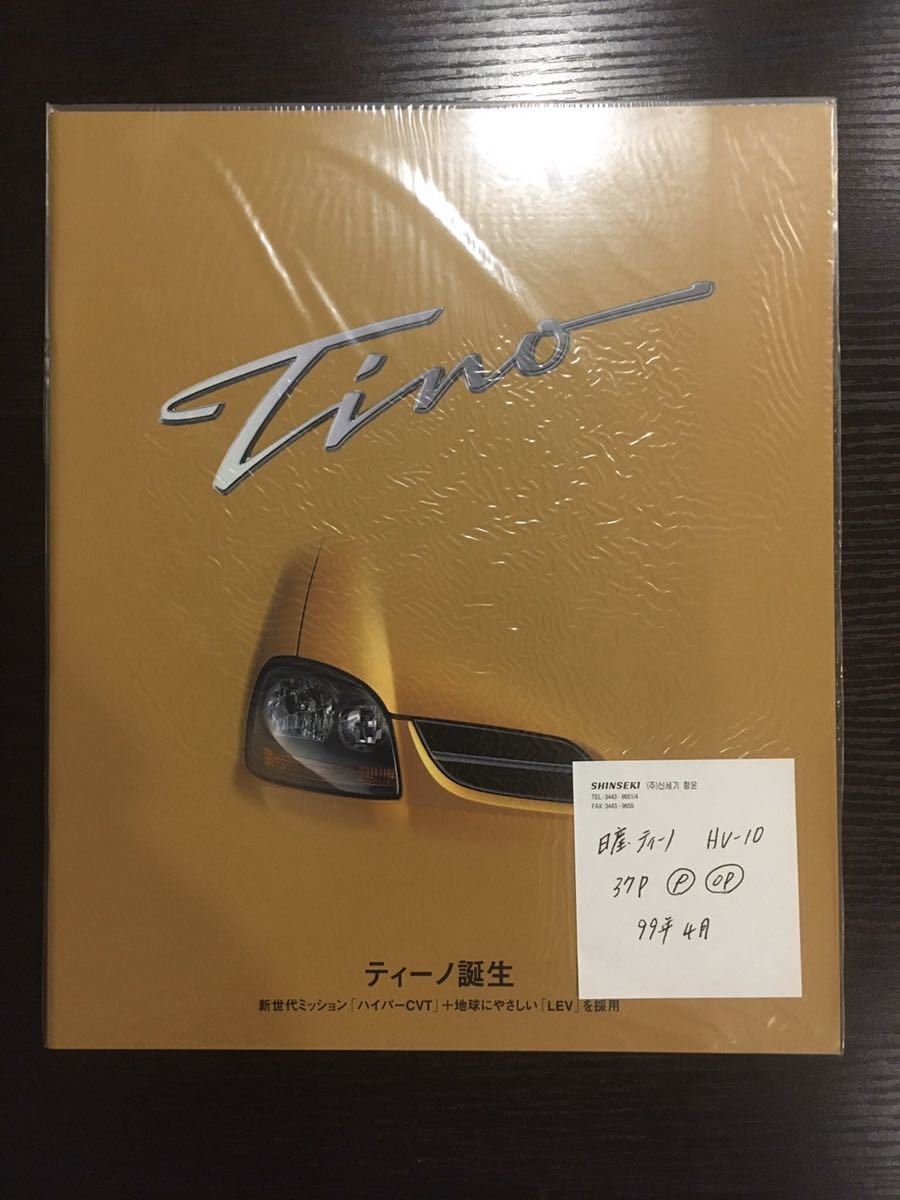 Tino
SHINSEKI (주)신세기 항운
TEL: 3443 - 9651/4
FAX: 3443 - 9655
日産・ティーノ HV-10
37P Ⓟ OP
99年 4月
ティーノ誕生
新世代ミッション「ハイパーCVT」+地球にやさしい「LEV」を採用